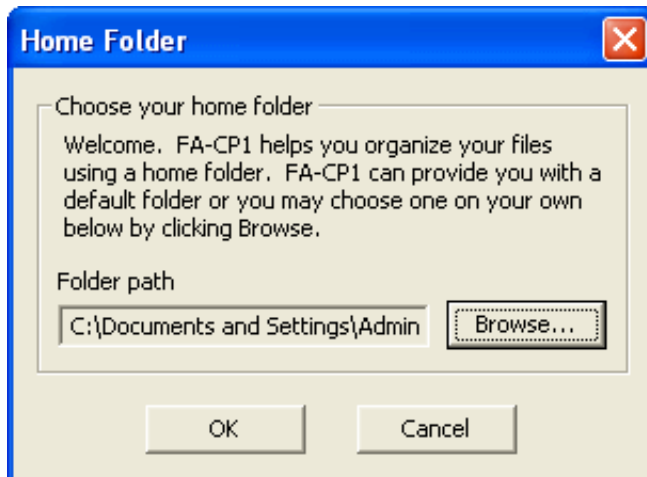 Home Folder
Choose your home folder
Welcome.  FA-CP1 helps you organize your files
using a home folder.  FA-CP1 can provide you with a
default folder or you may choose one on your own
below by clicking Browse.
Folder path
C:\Documents and Settings\Admin
Browse...
OK
Cancel